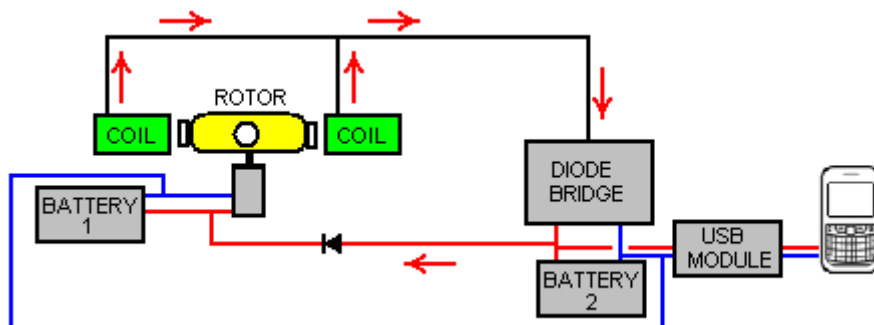 ROTOR
COIL
COIL
DIODE
BRIDGE
BATTERY
1
USB
MODULE
BATTERY
2